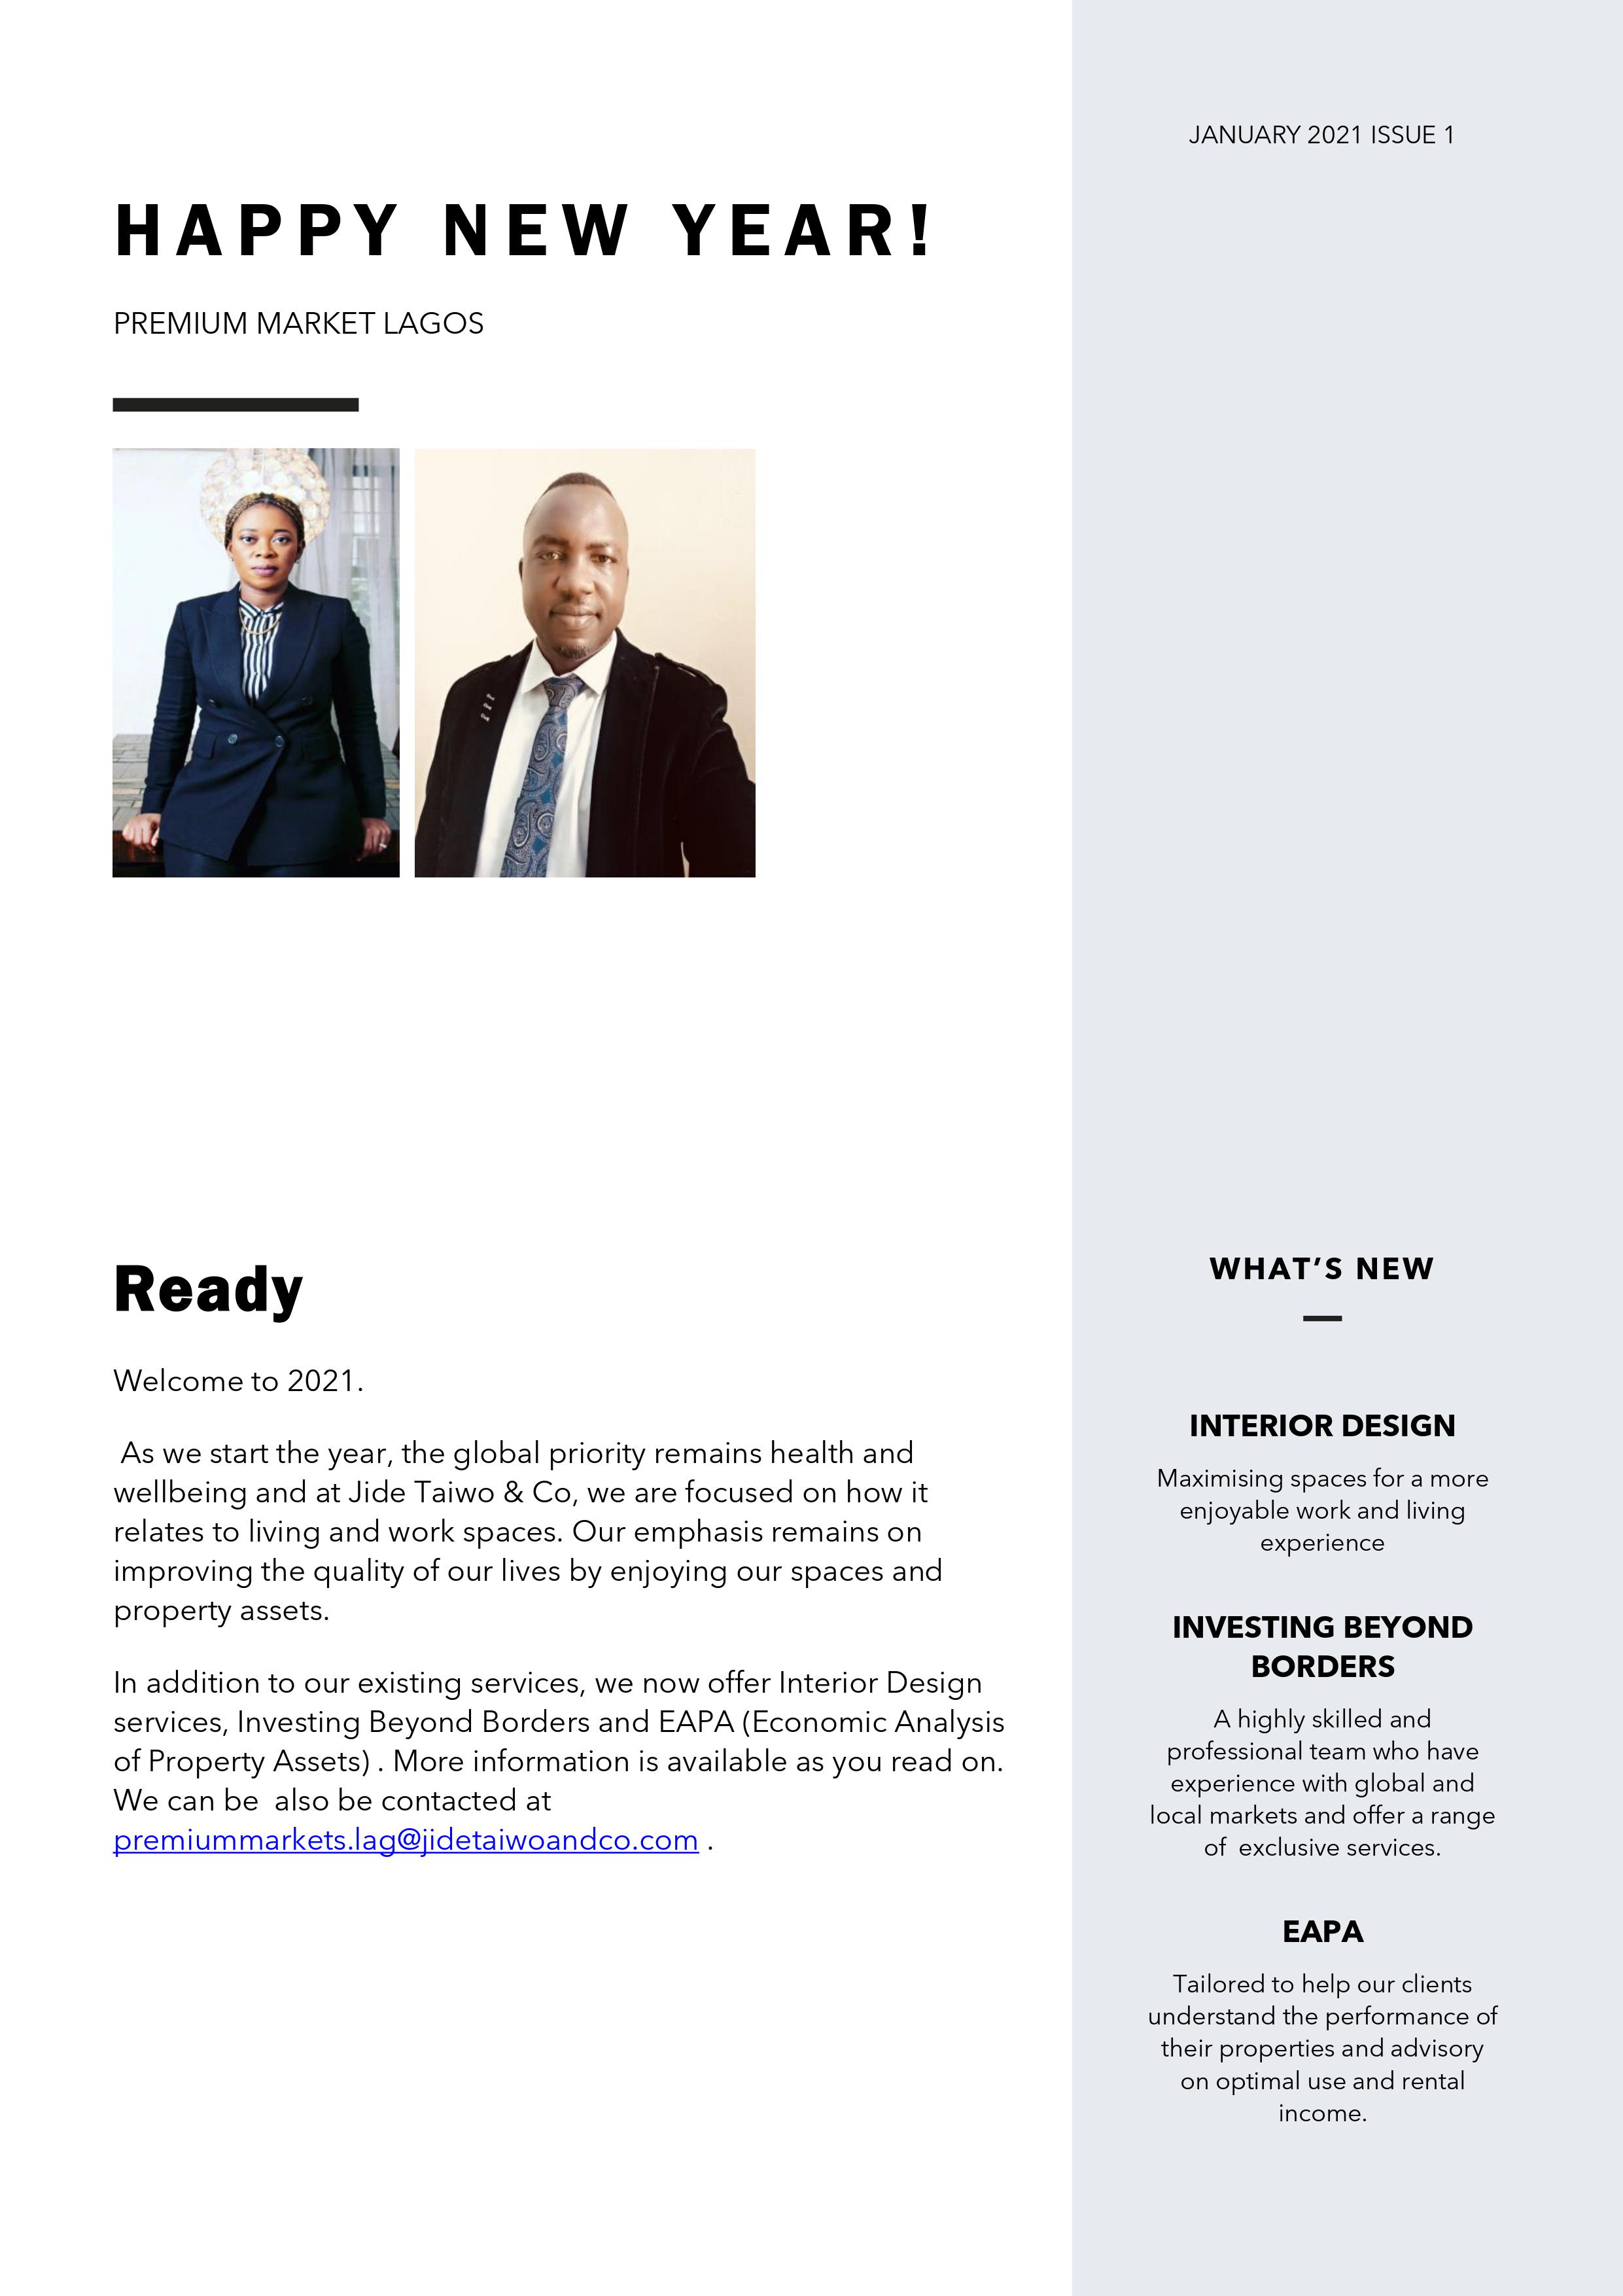 JANUARY 2021 ISSUE 1
HAPPY NEW YEAR!
PREMIUM MARKET LAGOS
Ready
Welcome to 2021.
As we start the year, the global priority remains health and
wellbeing and at Jide Taiwo & Co, we are focused on how it
relates to living and work spaces. Our emphasis remains on
improving the quality of our lives by enjoying our spaces and
property assets.
In addition to our existing services, we now offer Interior Design
services, Investing Beyond Borders and EAPA (Economic Analysis
of Property Assets) . More information is available as you read on.
We can be  also be contacted at
premiummarkets.lag@jidetaiwoandco.com .
WHAT’S NEW
INTERIOR DESIGN
Maximising spaces for a more
enjoyable work and living
experience
INVESTING BEYOND
BORDERS
A highly skilled and
professional team who have
experience with global and
local markets and offer a range
of  exclusive services.
EAPA
Tailored to help our clients
understand the performance of
their properties and advisory
on optimal use and rental
income.